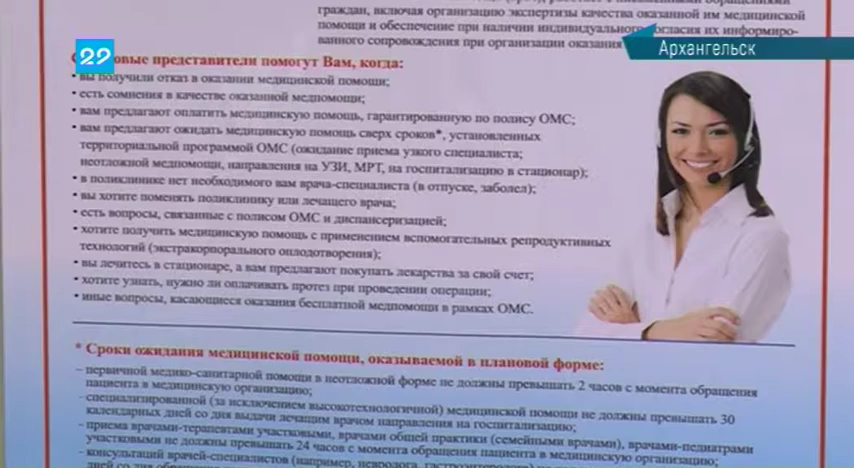 граждан, включая организацию экспертизы качества оказанной им медицинской
помощи и обеспечение при наличии индивидуального согласия их информиро-
ванного сопровождения при организации оказания
29
Архангельск
представители помогут Вам, когда:
• вы получили отказ в оказании медицинской помощи;
• есть сомнения в качестве оказанной медпомощи;
• вам предлагают оплатить медицинскую помощь, гарантированную по полису ОМС;
• вам предлагают ожидать медицинскую помощь сверх сроков*, установленных
территориальной программой ОМС (ожидание приема узкого специалиста;
неотложной медпомощи, направления на УЗИ, МРТ, на госпитализацию в стационар);
• в поликлинике нет необходимого вам врача-специалиста (в отпуске, заболел);
• вы хотите поменять поликлинику или лечащего врача;
• есть вопросы, связанные с полисом ОМС и диспансеризацией;
• хотите получить медицинскую помощь с применением вспомогательных репродуктивных
технологий (экстракорпорального оплодотворения);
• вы лечитесь в стационаре, а вам предлагают покупать лекарства за свой счет;
• хотите узнать, нужно ли оплачивать протез при проведении операции;
• иные вопросы, касающиеся оказания бесплатной медпомощи в рамках ОМС.
* Сроки ожидания медицинской помощи, оказываемой в плановой форме:
– первичной медико-санитарной помощи в неотложной форме не должны превышать 2 часов с момента обращения
пациента в медицинскую организацию;
– специализированной (за исключением высокотехнологичной) медицинской помощи не должны превышать 30
календарных дней со дня выдачи лечащим врачом направления на госпитализацию;
– приема врачами-терапевтами участковыми, врачами общей практики (семейными врачами), врачами-педиатрами
участковыми не должны превышать 24 часов с момента обращения пациента в медицинскую организацию;
– консультаций врачей-специалистов (например, невролога,